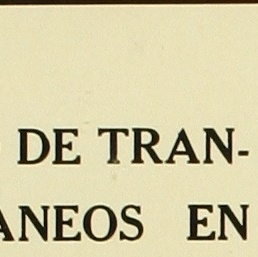 DE TRAN-
ANEOS EN